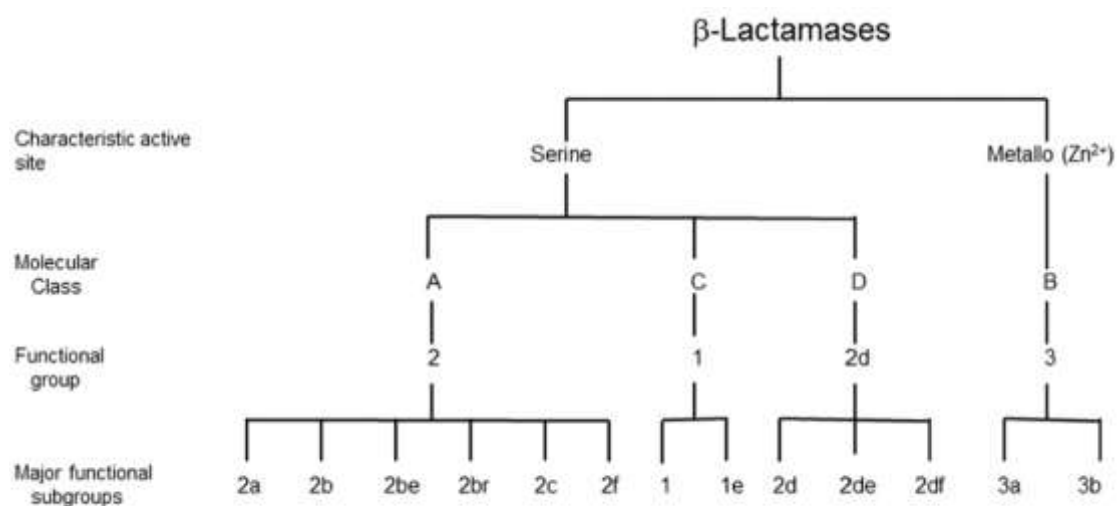 β-Lactamases
Characteristic active
site
Serine
Metallo (Zn²⁺)
Molecular
Class
A
C
D
B
Functional
group
2
1
2d
3
Major functional
subgroups
2a
2b
2be
2br
2c
2f
1
1e
2d
2de
2df
3a
3b